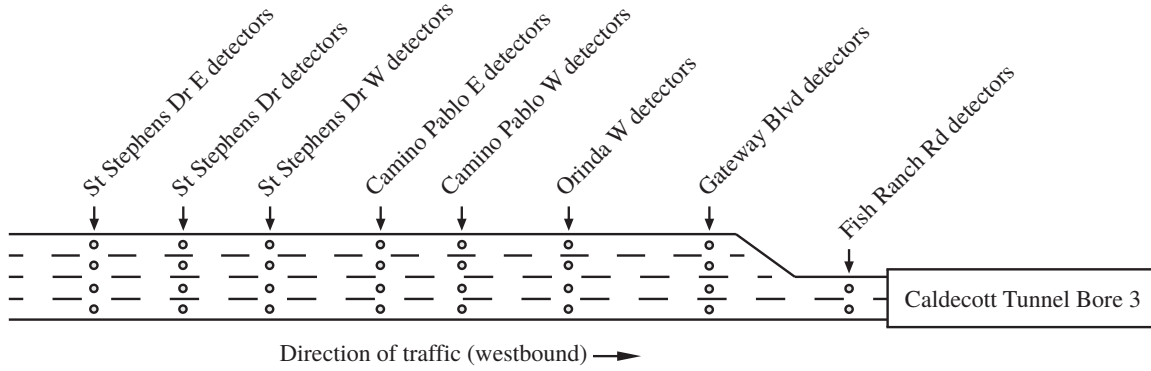 St Stephens Dr E detectors
St Stephens Dr detectors
St Stephens Dr W detectors
Camino Pablo E detectors
Camino Pablo W detectors
Orinda W detectors
Gateway Blvd detectors
Fish Ranch Rd detectors
Caldecott Tunnel Bore 3
Direction of traffic (westbound)